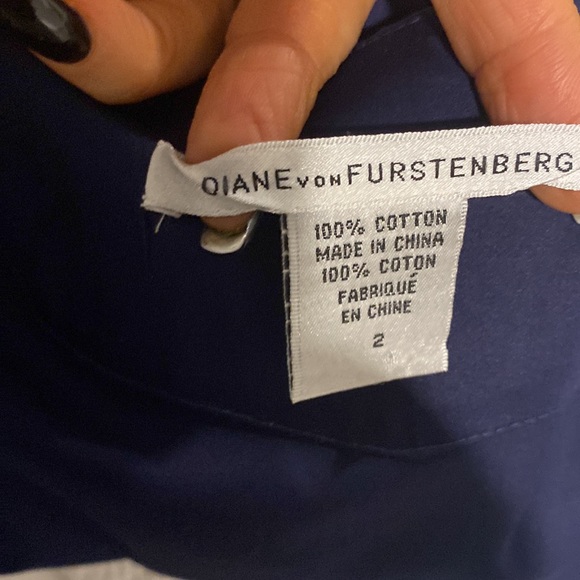 DIANE VON FURSTENBERG
100% COTTON
MADE IN CHINA
100% COTON
FABRIQUÉ
EN CHINE
2